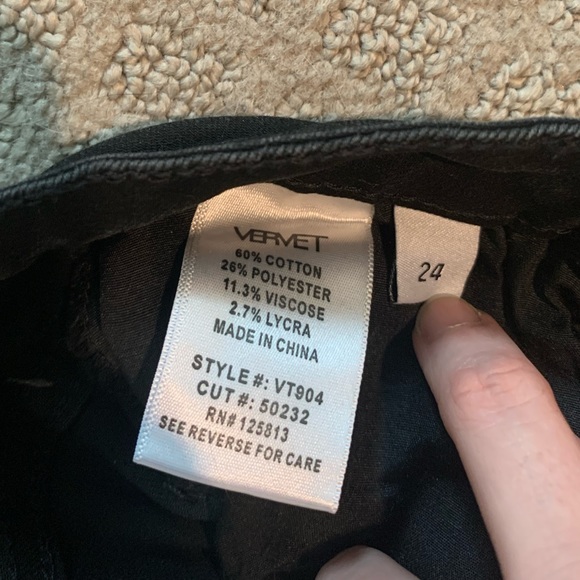 VERVET
60% COTTON
26% POLYESTER
11.3% VISCOSE
2.7% LYCRA
MADE IN CHINA
STYLE #: VT904
CUT #: 50232
RN# 125813
SEE REVERSE FOR CARE
24